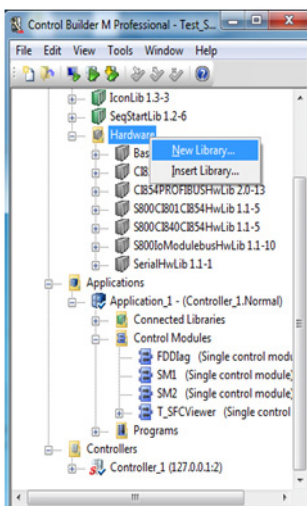 Control Builder M Professional - Test_S...
File Edit View Tools Window Help
IconLib 1.3-3
SeqStartLib 1.2-6
Hardware
New Library...
Bas
Insert Library...
CI854PROFIBUSHwLib 2.0-13
S800CI801CI854HwLib 1.1-5
S800CI840CI854HwLib 1.1-5
S800IoModulebusHwLib 1.1-10
SerialHwLib 1.1-1
Applications
Application_1 - (Controller_1.Normal)
Connected Libraries
Control Modules
FDDIag (Single control modu
SM1 (Single control module
SM2 (Single control module
T_SFCViewer (Single control
Programs
Controllers
Controller_1 (127.0.0.1:2)